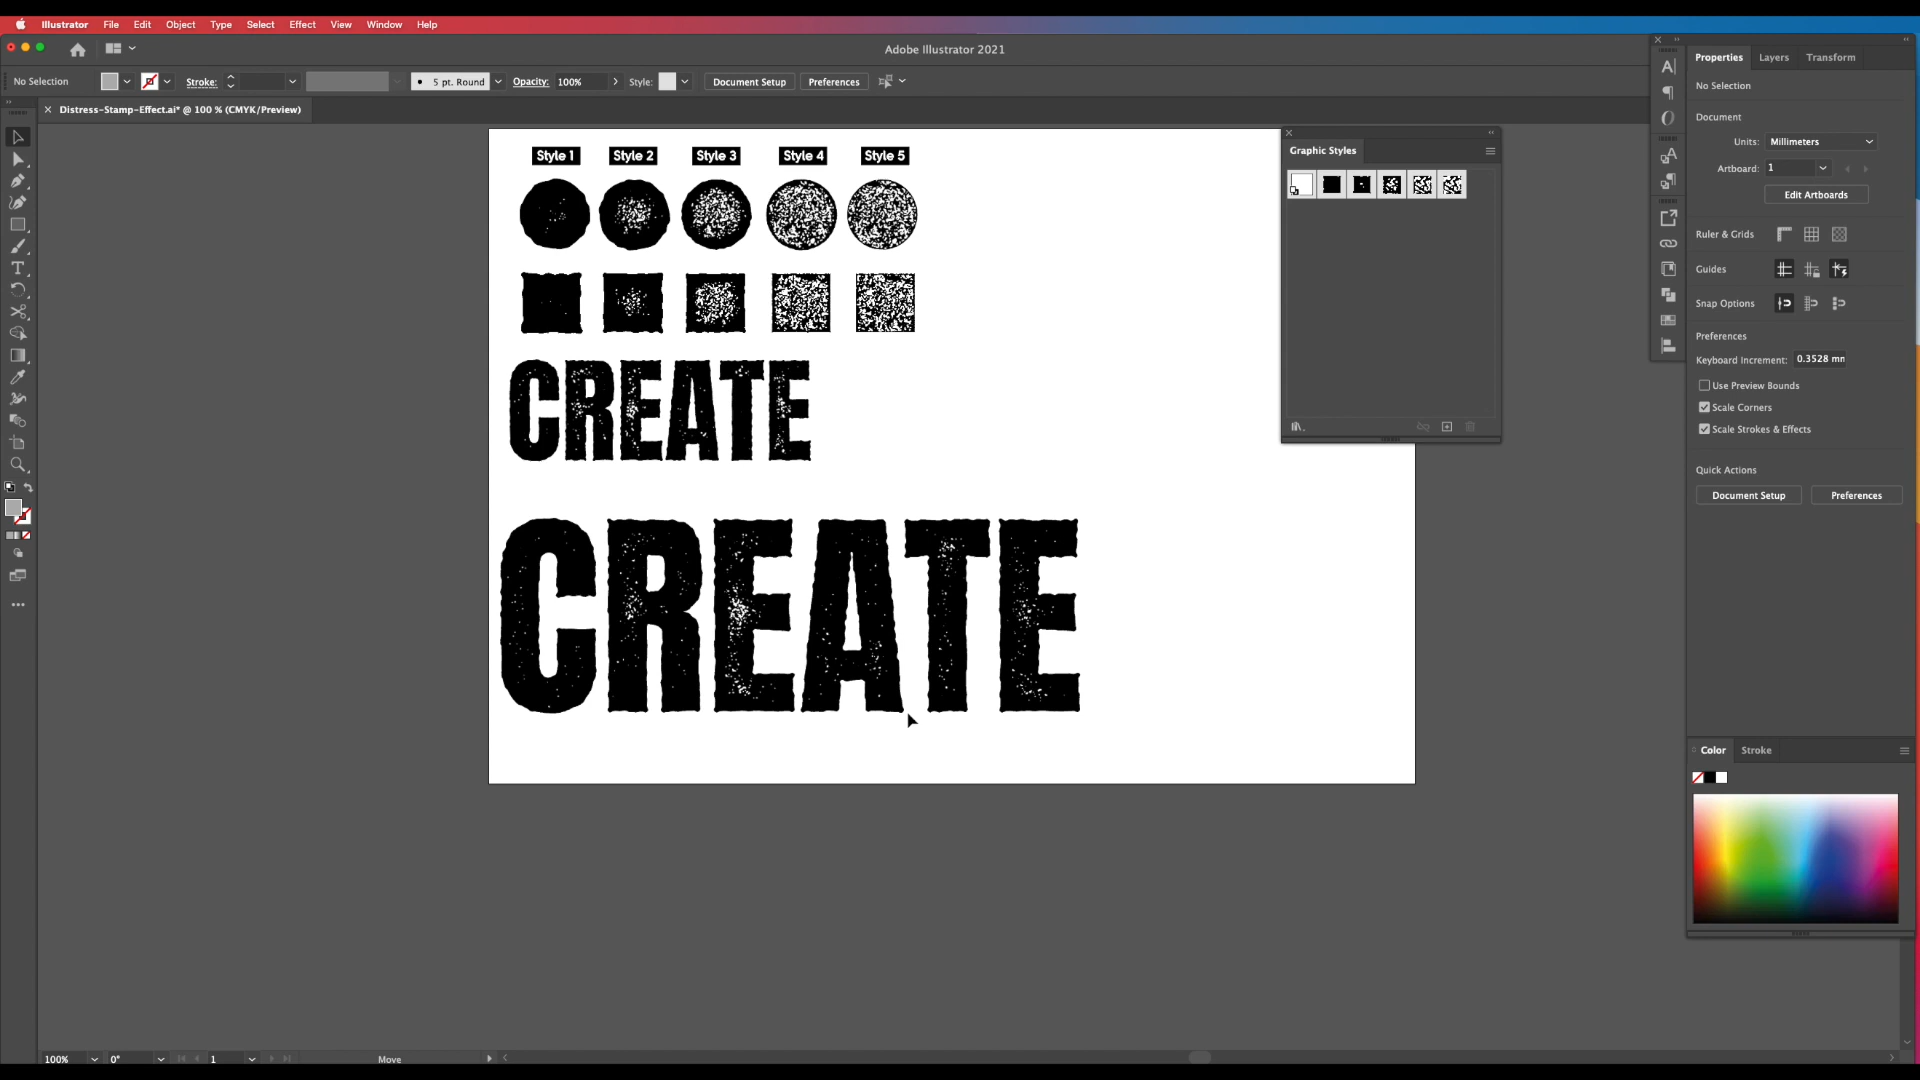 Illustrator File Edit Object Type Select Effect View Window Help
Adobe Illustrator 2021
No Selection Stroke: 5 pt. Round Opacity: 100% Style: Document Setup Preferences
Distress-Stamp-Effect.ai* @ 100 % (CMYK/Preview)
Style 1 Style 2 Style 3 Style 4 Style 5
CREATE
CREATE
Graphic Styles
Properties Layers Transform
No Selection
Document
Units: Millimeters
Artboard: 1
Edit Artboards
Ruler & Grids
Guides
Snap Options
Preferences
Keyboard Increment: 0.3528 mm
Use Preview Bounds
Scale Corners
Scale Strokes & Effects
Quick Actions
Document Setup Preferences
Color Stroke
100% 0° 1 Move